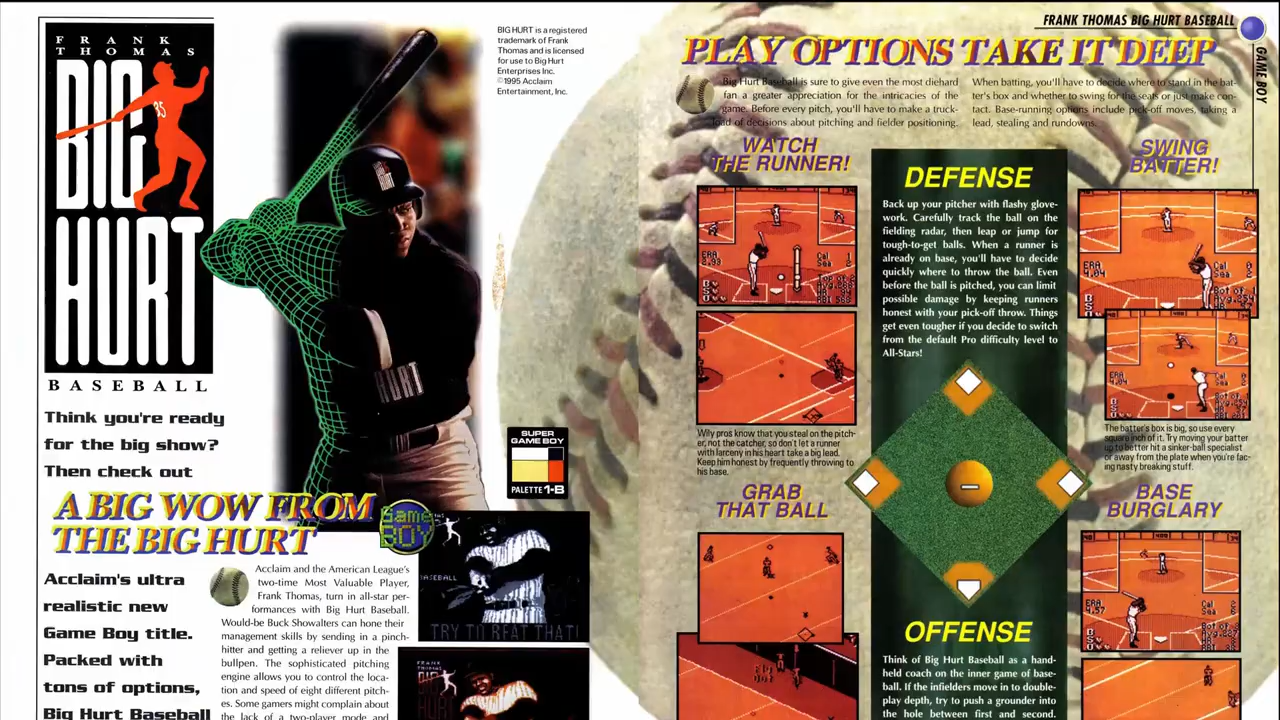 FRANK
THOMAS
BIG
HURT
BASEBALL
35
Think you're ready
for the big show?
Then check out
A BIG WOW FROM
THE BIG HURT
Acclaim's ultra
realistic new
Game Boy title.
Packed with
tons of options,
Big Hurt Baseball
HURT
BIG HURT is a registered
trademark of Frank
Thomas and is licensed
for use to Big Hurt
Enterprises Inc.
©1995 Acclaim
Entertainment, Inc.
SUPER
GAME BOY
PALETTE 1-B
Game
BOY
Acclaim and the American League's
two-time Most Valuable Player,
Frank Thomas, turn in all-star per-
formances with Big Hurt Baseball.
Would-be Buck Showalters can hone their
management skills by sending in a pinch-
hitter and getting a reliever up in the
bullpen. The sophisticated pitching
engine allows you to control the loca-
tion and speed of eight different pitch-
es. Some gamers might complain about
the lack of a two-player mode and
BASEBALL
TRY TO BEAT THAT!
FRANK THOMAS BIG HURT BASEBALL
GAME BOY
PLAY OPTIONS TAKE IT DEEP
Big Hurt Baseball is sure to give even the most diehard
fan a greater appreciation for the intricacies of the
game. Before every pitch, you'll have to make a truck-
load of decisions about pitching and fielder positioning.
When batting, you'll have to decide where to stand in the bat-
ter's box and whether to swing for the seats or just make con-
tact. Base-running options include pick-off moves, taking a
lead, stealing and rundowns.
WATCH
THE RUNNER!
ERA
2.93
Wily pros know that you steal on the pitch-
er, not the catcher, so don't let a runner
with larceny in his heart take a big lead.
Keep him honest by frequently throwing to
his base.
GRAB
THAT BALL
DEFENSE
Back up your pitcher with flashy glove-
work. Carefully track the ball on the
fielding radar, then leap or jump for
tough-to-get balls. When a runner is
already on base, you'll have to decide
quickly where to throw the ball. Even
before the ball is pitched, you can limit
possible damage by keeping runners
honest with your pick-off throw. Things
get even tougher if you decide to switch
from the default Pro difficulty level to
All-Stars!
OFFENSE
Think of Big Hurt Baseball as a hand-
held coach on the inner game of base-
ball. If the infielders move in to double-
play depth, try to push a grounder into
the hole between first and second.
SWING
BATTER!
ERA
4.04
ERA
4.04
The batter's box is big, so use every
square inch of it. Try moving your batter
up to better hit a sinker-ball specialist
or away from the plate when you're fac-
ing nasty breaking stuff.
BASE
BURGLARY
ERA
4.57